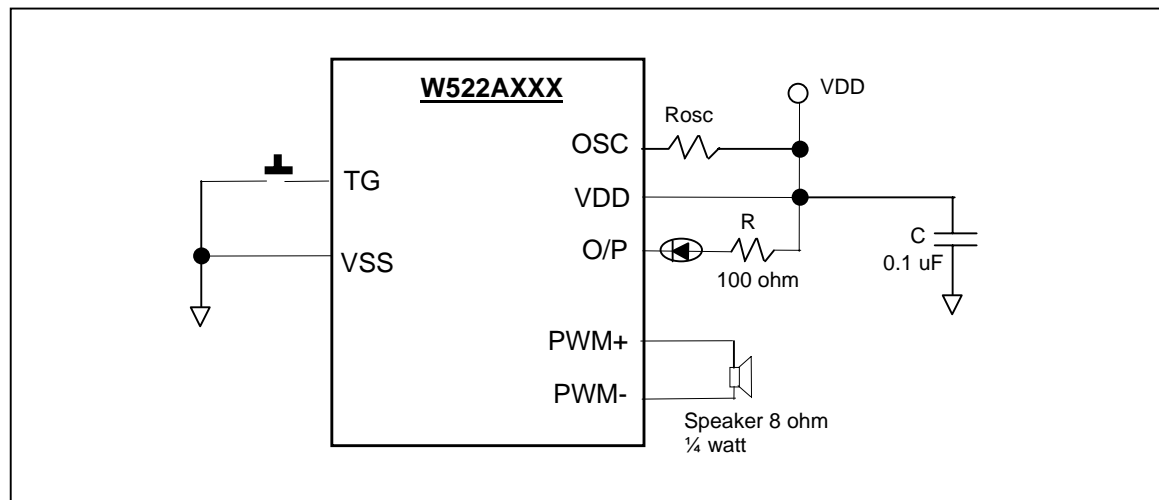 W522AXXX
VDD
Rosc
OSC
TG
VDD
R
C
O/P
VSS
0.1 uF
100 ohm
PWM+
PWM-
Speaker 8 ohm
¼ watt